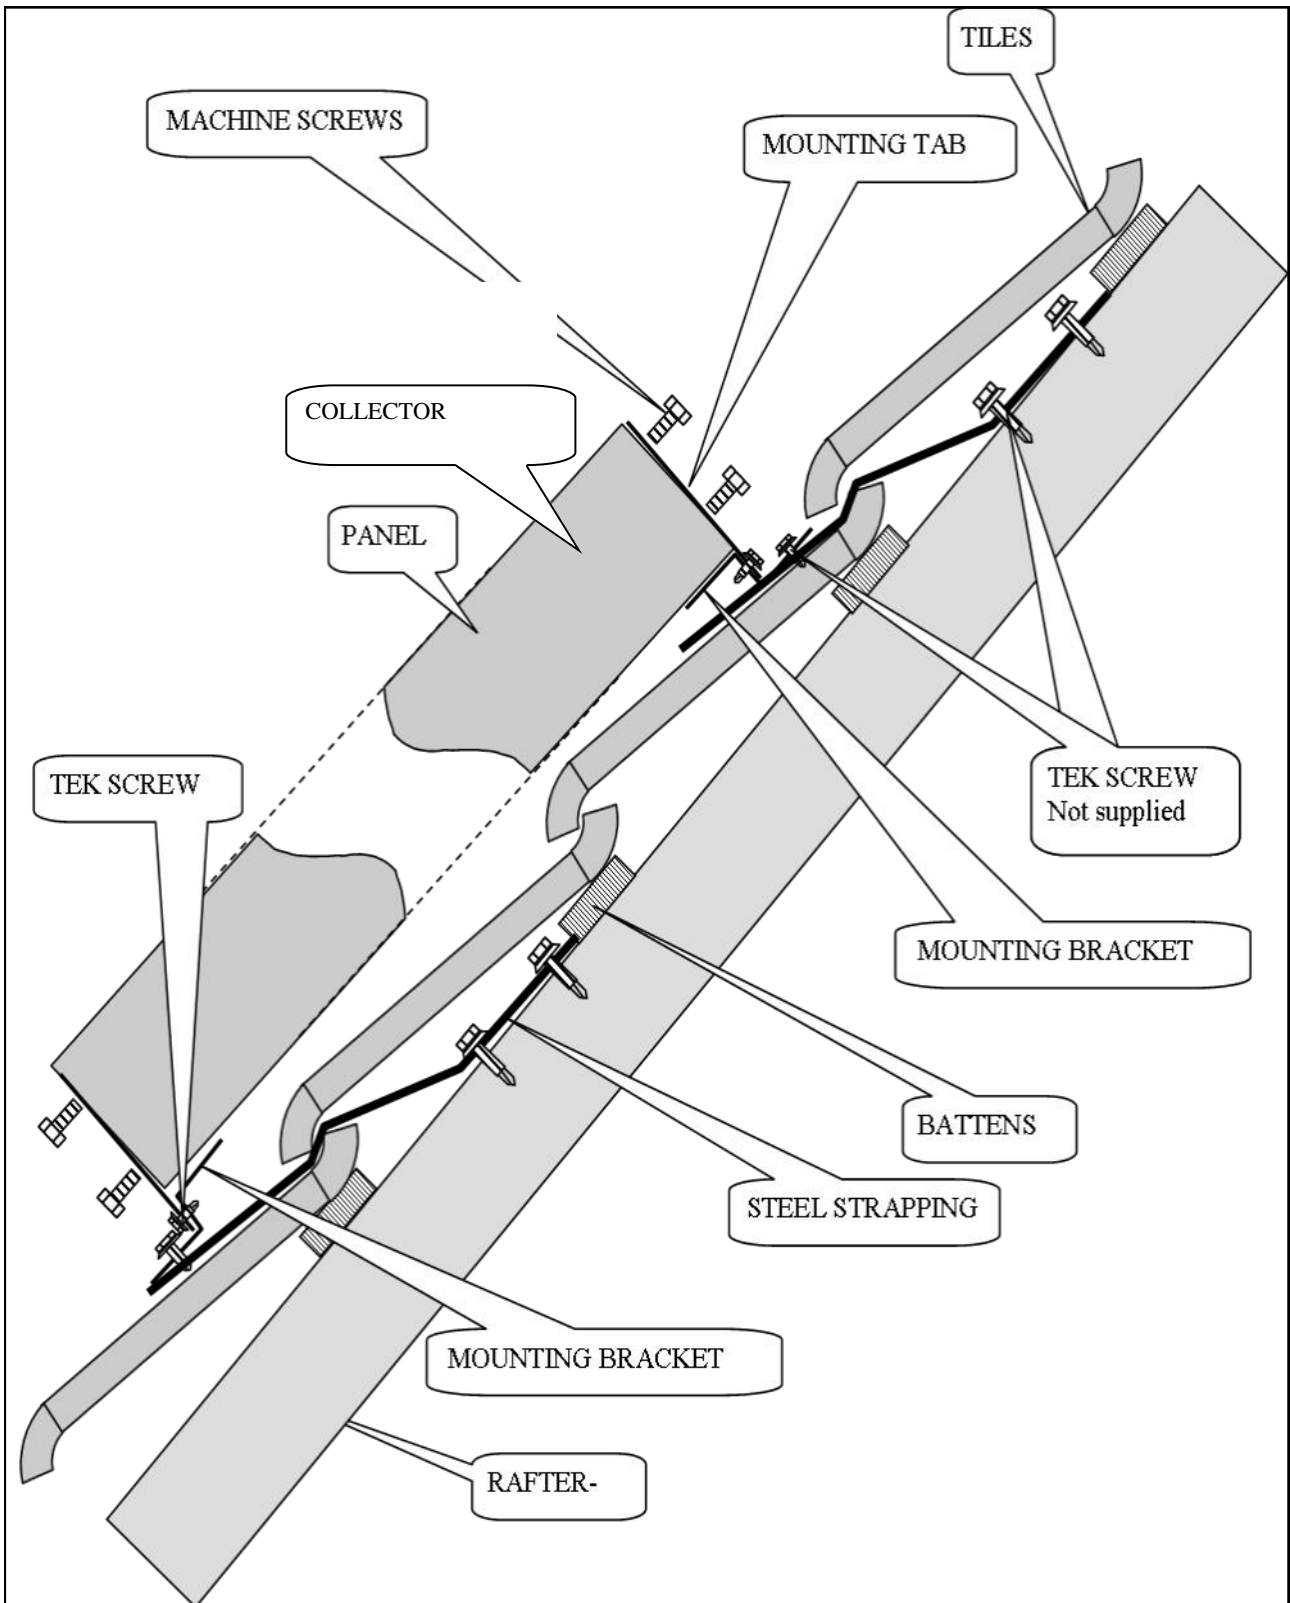 TILES
MACHINE SCREWS
MOUNTING TAB
COLLECTOR
PANEL
TEK SCREW
TEK SCREW
Not supplied
MOUNTING BRACKET
BATTENS
STEEL STRAPPING
MOUNTING BRACKET
RAFTER-